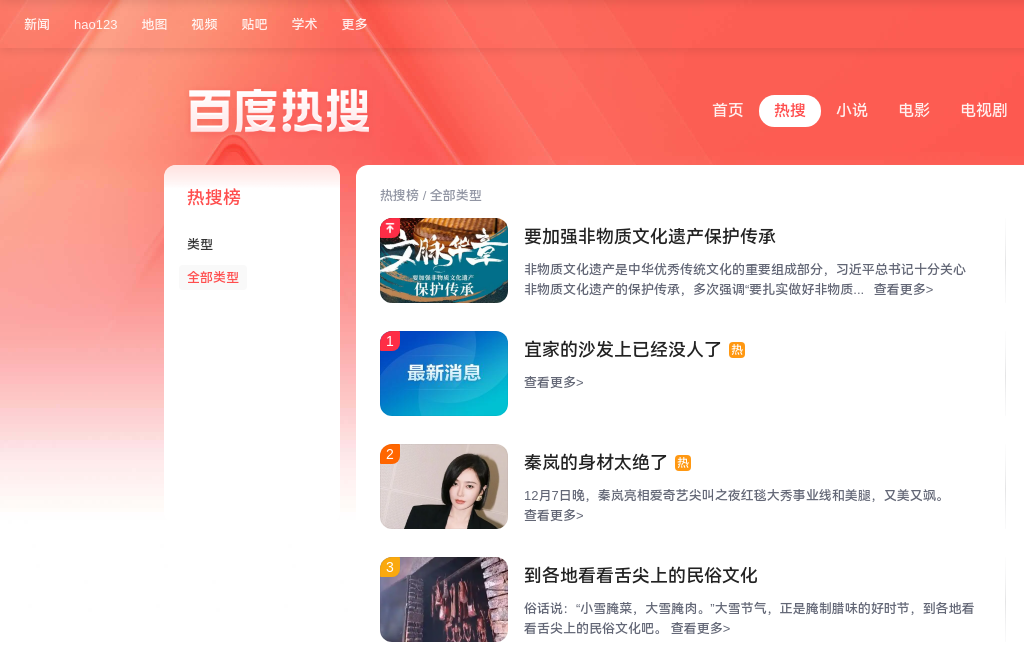 新闻 hao123 地图 视频 贴吧 学术 更多
百度热搜
首页 热搜 小说 电影 电视剧
热搜榜
类型
全部类型
热搜榜 / 全部类型
文脉华章
要加强非物质文化遗产
保护传承
要加强非物质文化遗产保护传承
非物质文化遗产是中华优秀传统文化的重要组成部分，习近平总书记十分关心
非物质文化遗产的保护传承，多次强调“要扎实做好非物质... 查看更多>
1
最新消息
宜家的沙发上已经没人了 热
查看更多>
2
秦岚的身材太绝了 热
12月7日晚，秦岚亮相爱奇艺尖叫之夜红毯大秀事业线和美腿，又美又飒。
查看更多>
3
到各地看看舌尖上的民俗文化
俗话说：“小雪腌菜，大雪腌肉。”大雪节气，正是腌制腊味的好时节，到各地看
看舌尖上的民俗文化吧。 查看更多>